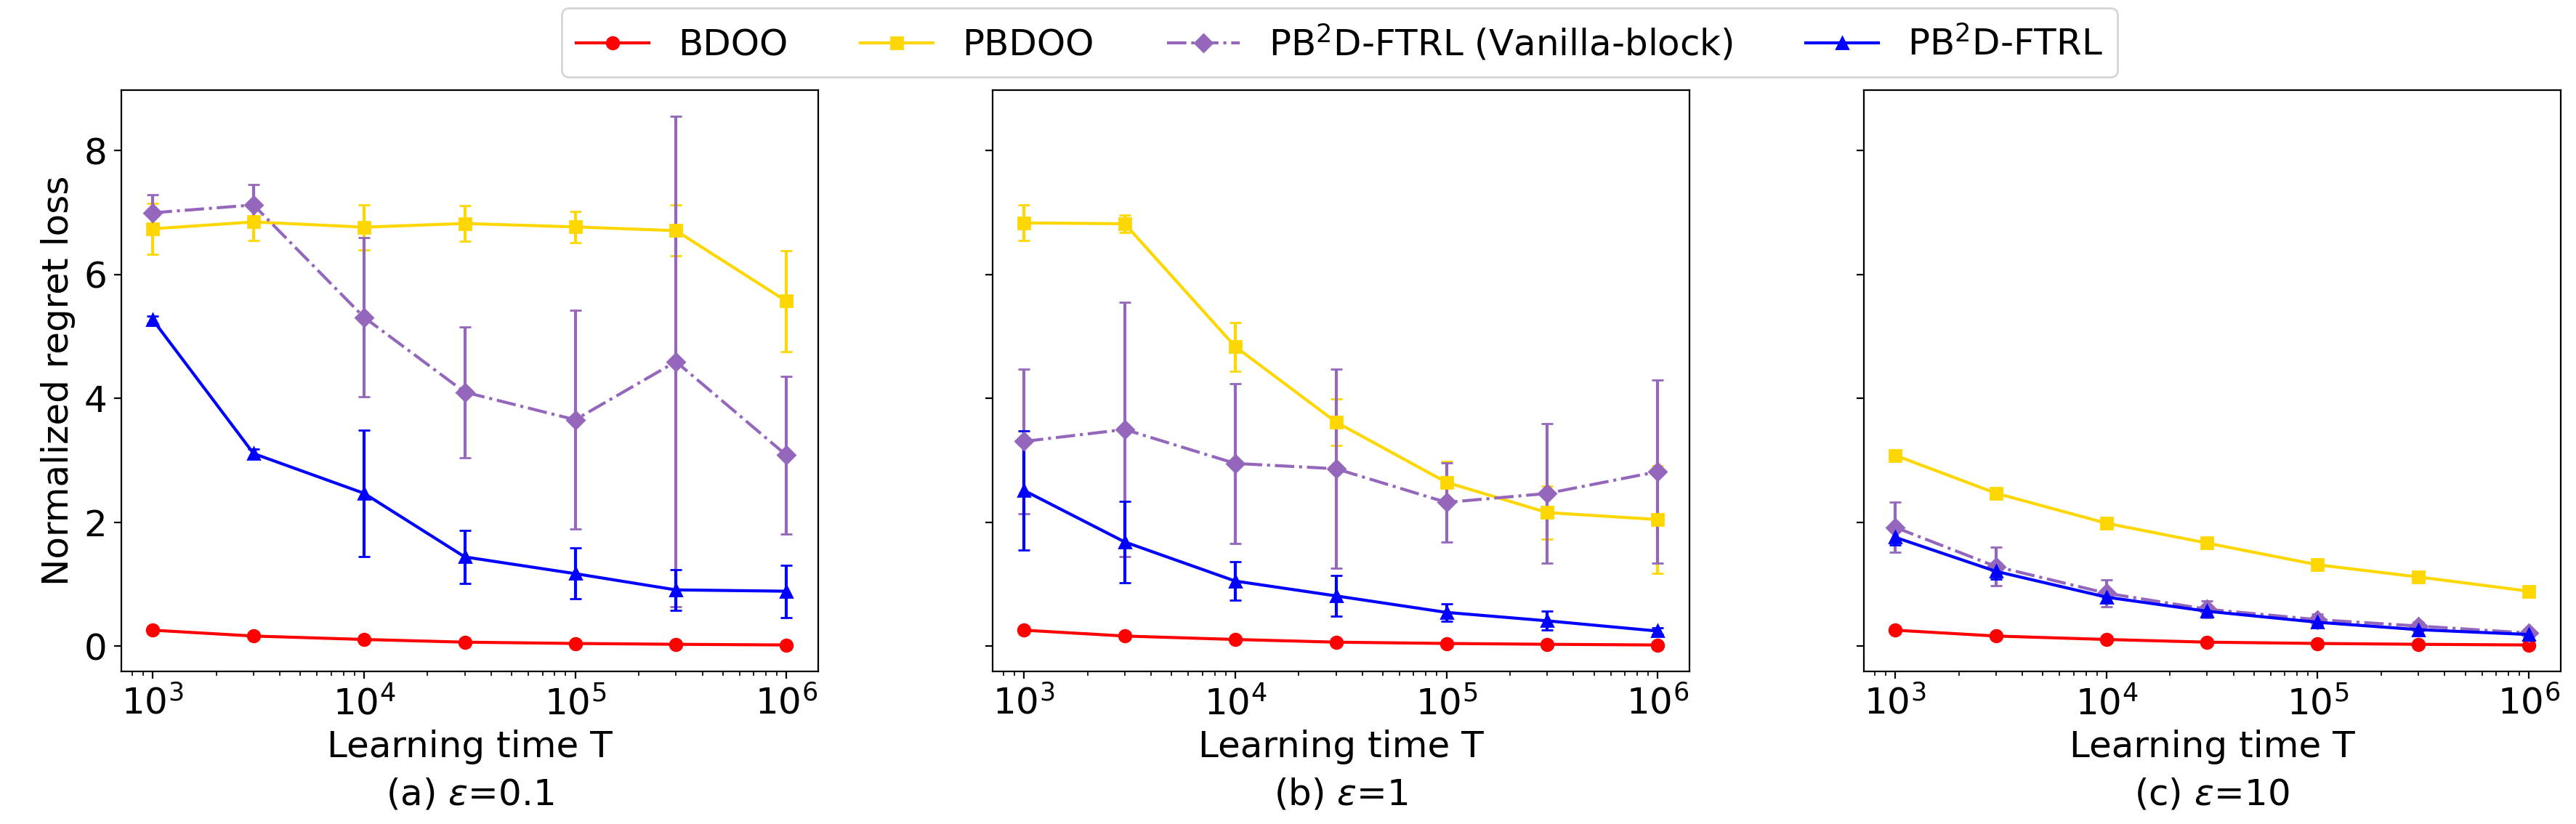 BDOO PBDOO PB²D-FTRL (Vanilla-block) PB²D-FTRL
Normalized regret loss
8
6
4
2
0
10³ 10⁴ 10⁵ 10⁶
10³ 10⁴ 10⁵ 10⁶
10³ 10⁴ 10⁵ 10⁶
Learning time T
Learning time T
Learning time T
(a) ε=0.1
(b) ε=1
(c) ε=10